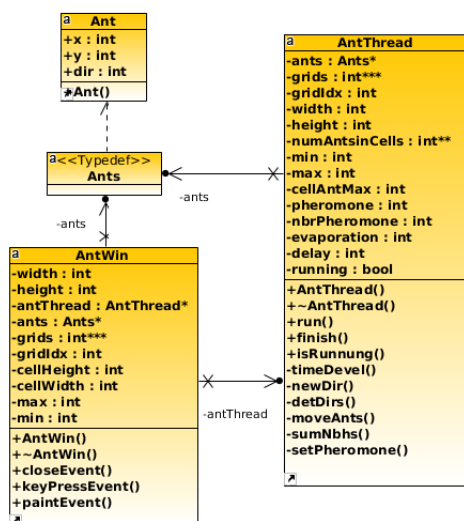 a
Ant
+x : int
+y : int
+dir : int
+Ant()
a
<<Typedef>>
Ants
-ants
-ants
a
AntWin
-width : int
-height : int
-antThread : AntThread*
-ants : Ants*
-grids : int***
-gridIdx : int
-cellHeight : int
-cellWidth : int
-max : int
-min : int
+AntWin()
+~AntWin()
+closeEvent()
+keyPressEvent()
+paintEvent()
-antThread
a
AntThread
-ants : Ants*
-grids : int***
-gridIdx : int
-width : int
-height : int
-numAntsinCells : int**
-min : int
-max : int
-cellAntMax : int
-pheromone : int
-nbrPheromone : int
-evaporation : int
-delay : int
-running : bool
+AntThread()
+~AntThread()
+run()
+finish()
+isRunnung()
-timeDevel()
-newDir()
-detDirs()
-moveAnts()
-sumNbhs()
-setPheromone()